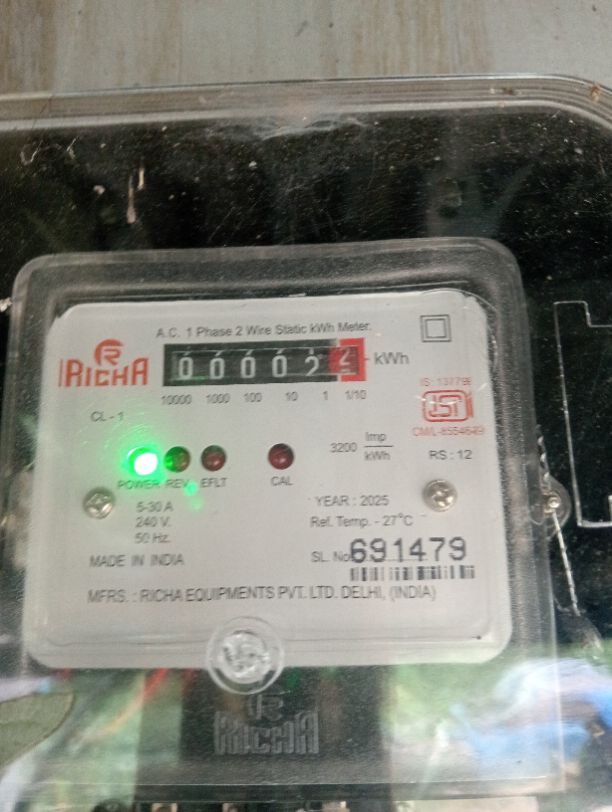 A.C. 1 Phase 2 Wire Static kWh Meter.
RICHA
0 0 0 0 2 kWh
10000 1000 100 10 1 1/10
CL - 1
3200 Imp/kWh
RS : 12
POWER REV EFLT CAL
5-30 A
240 V.
50 Hz.
YEAR : 2025
Ref. Temp. - 27°C
MADE IN INDIA
SL. No. 691479
MFRS. : RICHA EQUIPMENTS PVT. LTD. DELHI, (INDIA)
RICHA